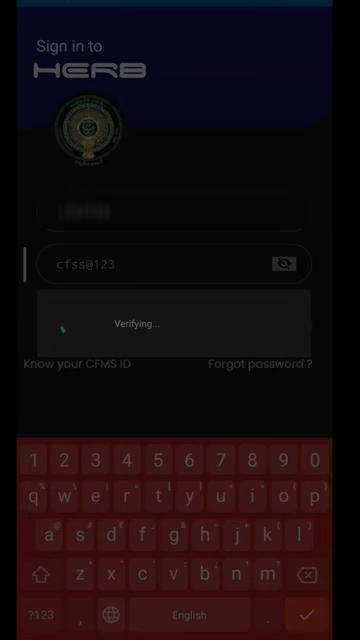 Sign in to
HERB
cfss@123
Verifying...
Know your CFMS ID
Forgot password ?
1 2 3 4 5 6 7 8 9 0
q w e r t y u i o p
a s d f g h j k l
z x c v b n m
?123 , English .